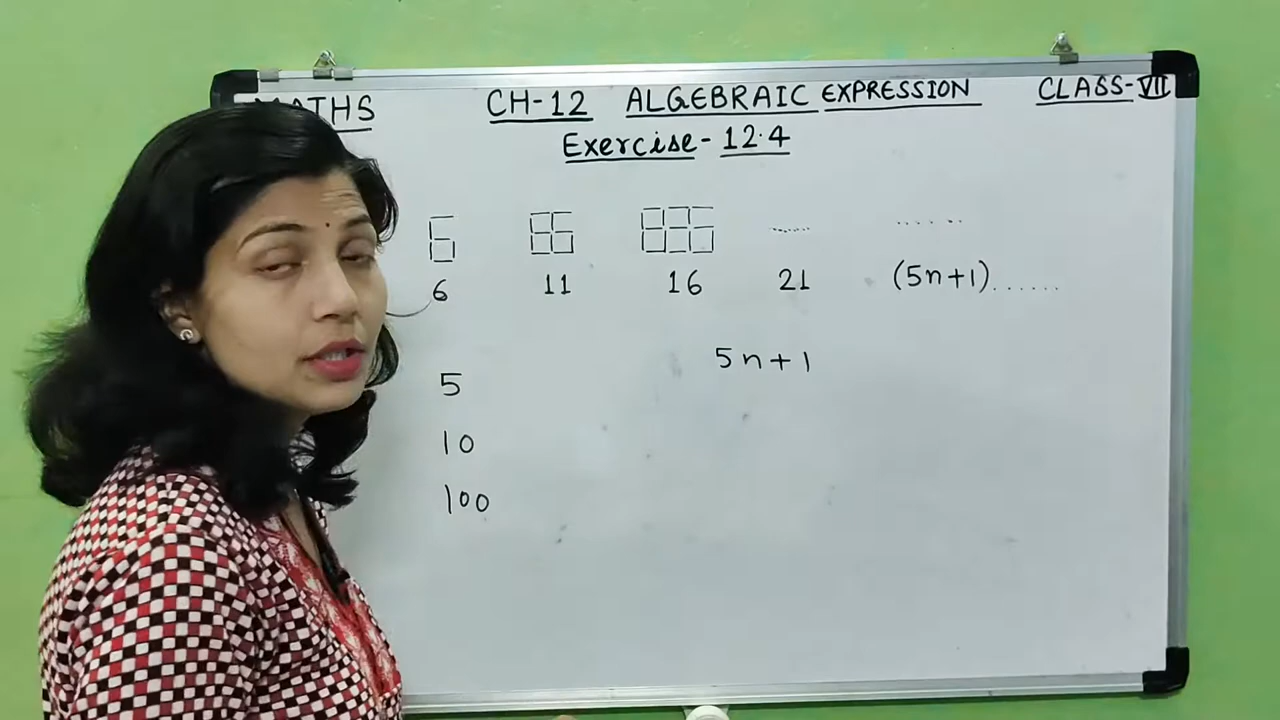 MATHS CH-12 ALGEBRAIC EXPRESSION CLASS-VII
Exercise-12.4
6 11 16 21 (5n+1)......
5n+1
5
10
100